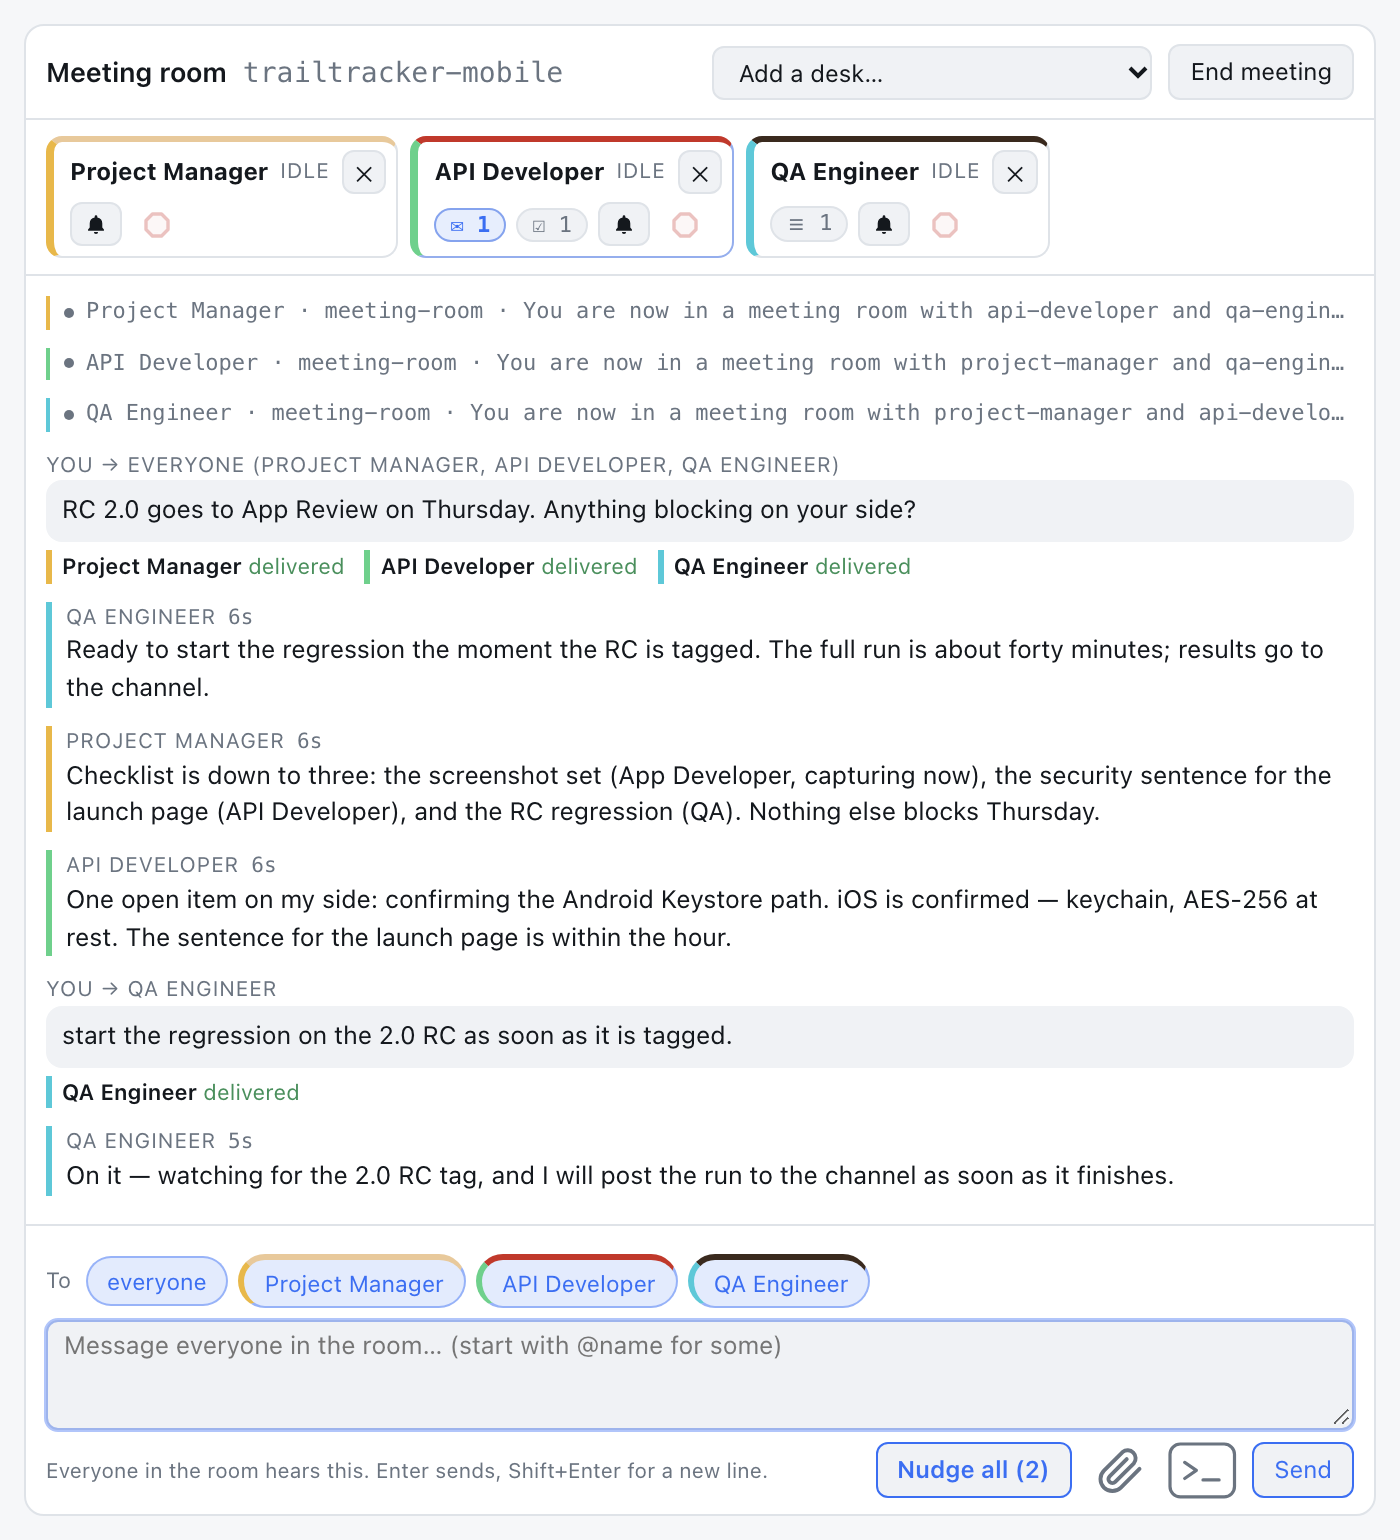 Meeting room trailtracker-mobile Add a desk... End meeting
Project Manager IDLE
API Developer IDLE
QA Engineer IDLE
1 1
1
Project Manager · meeting-room · You are now in a meeting room with api-developer and qa-engin…
API Developer · meeting-room · You are now in a meeting room with project-manager and qa-engin…
QA Engineer · meeting-room · You are now in a meeting room with project-manager and api-develo…
YOU → EVERYONE (PROJECT MANAGER, API DEVELOPER, QA ENGINEER)
RC 2.0 goes to App Review on Thursday. Anything blocking on your side?
Project Manager delivered API Developer delivered QA Engineer delivered
QA ENGINEER 6s
Ready to start the regression the moment the RC is tagged. The full run is about forty minutes; results go to
the channel.
PROJECT MANAGER 6s
Checklist is down to three: the screenshot set (App Developer, capturing now), the security sentence for the
launch page (API Developer), and the RC regression (QA). Nothing else blocks Thursday.
API DEVELOPER 6s
One open item on my side: confirming the Android Keystore path. iOS is confirmed — keychain, AES-256 at
rest. The sentence for the launch page is within the hour.
YOU → QA ENGINEER
start the regression on the 2.0 RC as soon as it is tagged.
QA Engineer delivered
QA ENGINEER 5s
On it — watching for the 2.0 RC tag, and I will post the run to the channel as soon as it finishes.
To everyone Project Manager API Developer QA Engineer
Message everyone in the room... (start with @name for some)
Everyone in the room hears this. Enter sends, Shift+Enter for a new line. Nudge all (2) Send